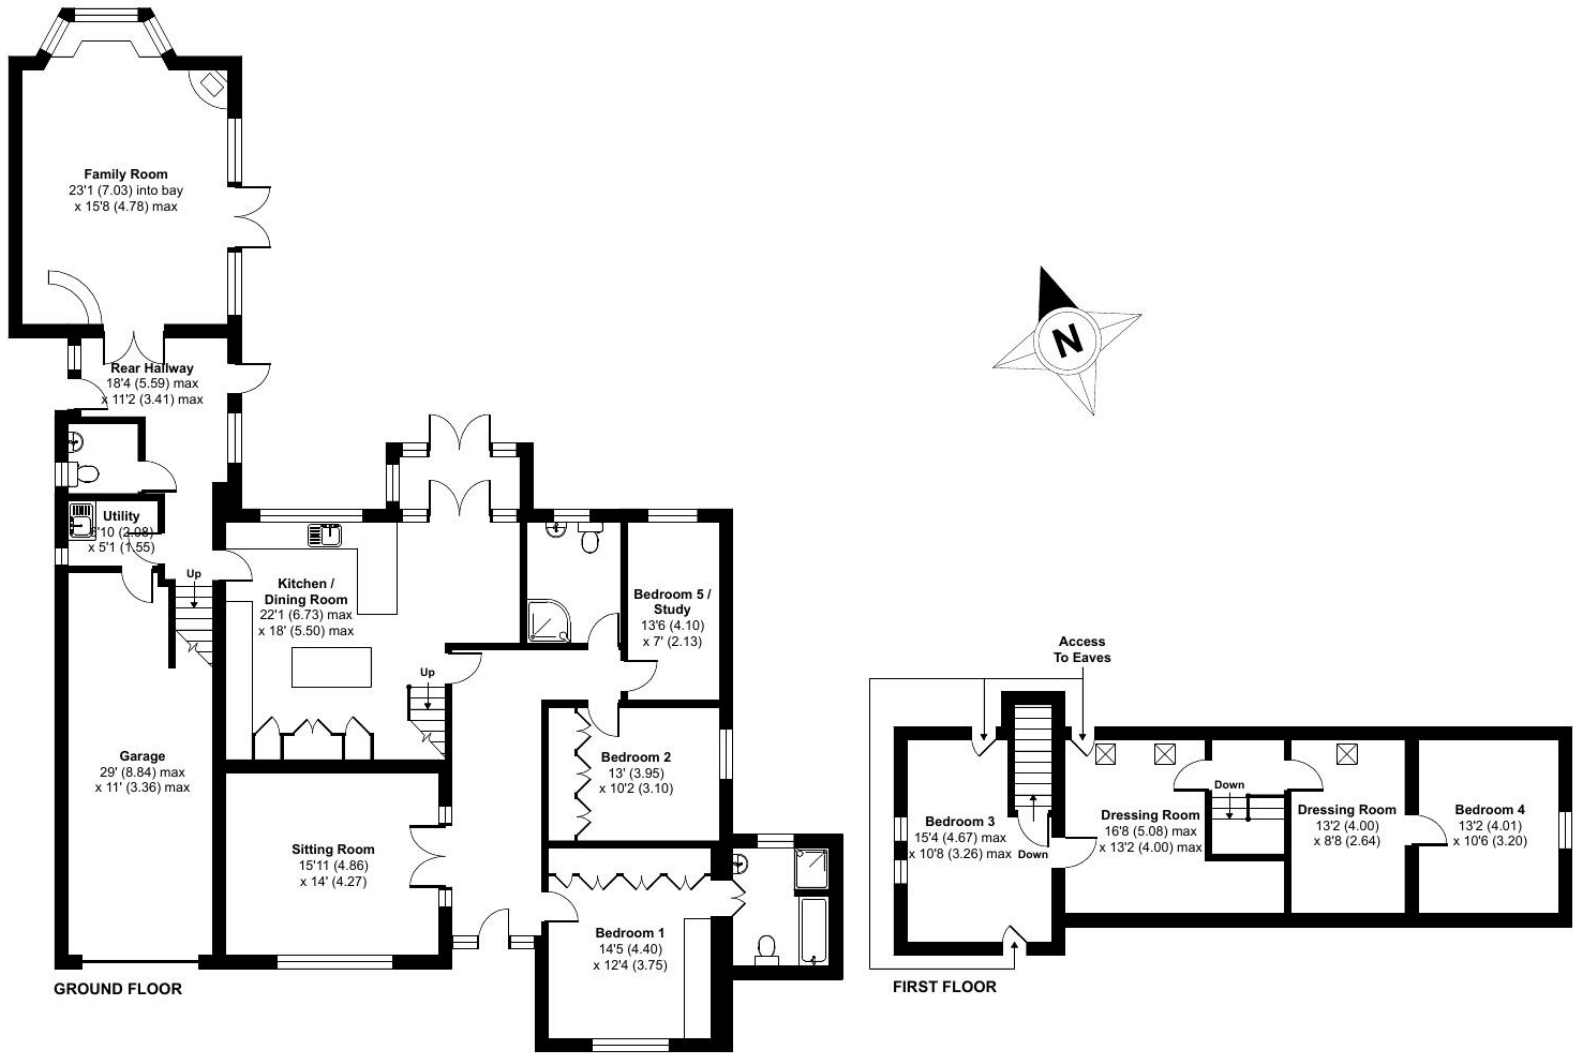 Family Room
23'1 (7.03) into bay
x 15'8 (4.78) max
Rear Hallway
18'4 (5.59) max
x 11'2 (3.41) max
Utility
6'10 (2.08)
x 5'1 (1.55)
Up
Kitchen /
Dining Room
22'1 (6.73) max
x 18' (5.50) max
Up
Bedroom 5 /
Study
13'6 (4.10)
x 7' (2.13)
Garage
29' (8.84) max
x 11' (3.36) max
Bedroom 2
13' (3.95)
x 10'2 (3.10)
Sitting Room
15'11 (4.86)
x 14' (4.27)
Bedroom 1
14'5 (4.40)
x 12'4 (3.75)
GROUND FLOOR
N
Access
To Eaves
Bedroom 3
15'4 (4.67) max
x 10'8 (3.26) max
Down
Dressing Room
16'8 (5.08) max
x 13'2 (4.00) max
Down
Dressing Room
13'2 (4.00)
x 8'8 (2.64)
Bedroom 4
13'2 (4.01)
x 10'6 (3.20)
FIRST FLOOR